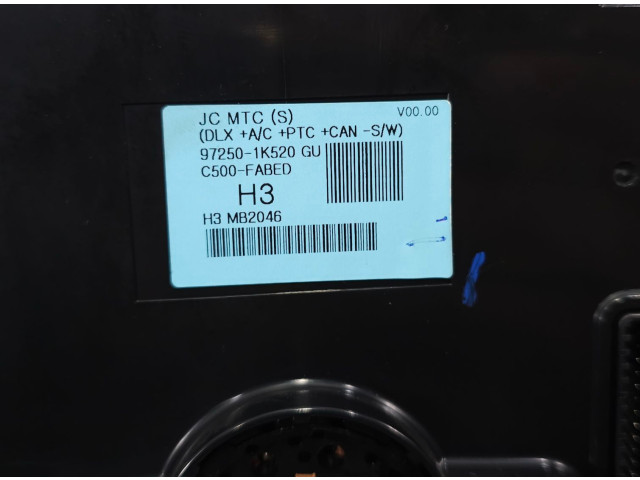 JC MTC (S)
V00.00
(DLX +A/C +PTC +CAN -S/W)
97250-1K520 GU
C500-FABED
H3
H3 MB2046